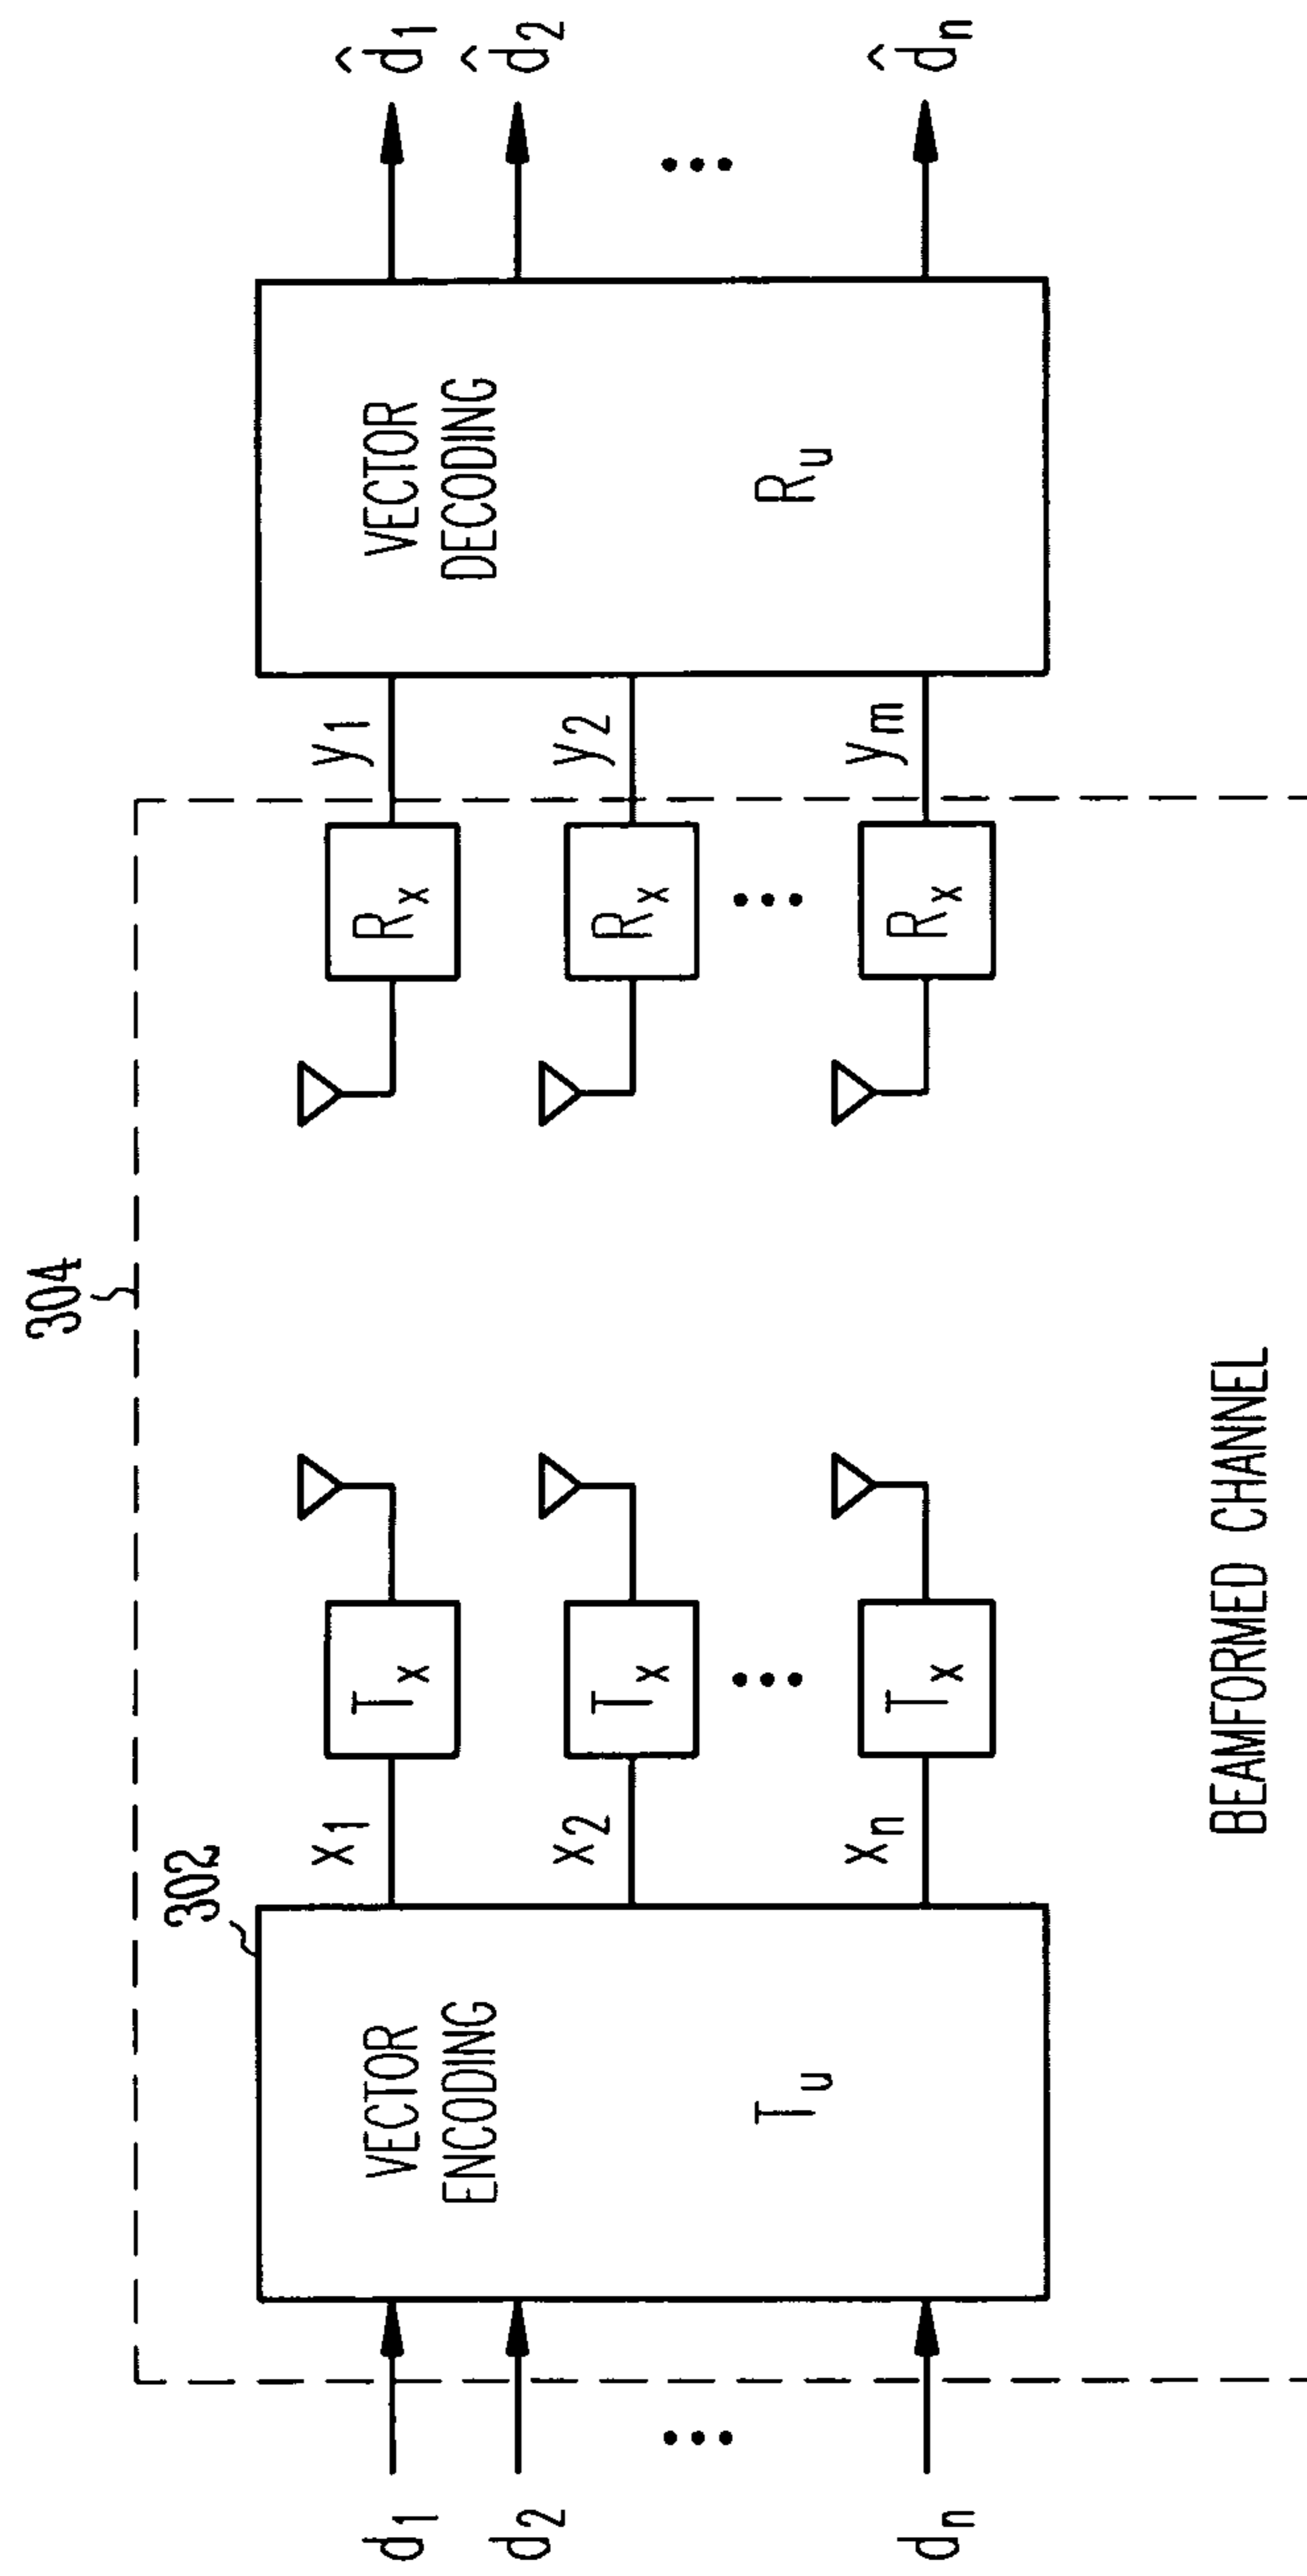 304
302
d1
d2
•••
dn
VECTOR
ENCODING
Tu
x1
x2
xn
Tx
Tx
•••
Tx
Rx
Rx
•••
Rx
y1
y2
ym
VECTOR
DECODING
Ru
d̂1
d̂2
•••
d̂n
BEAMFORMED CHANNEL